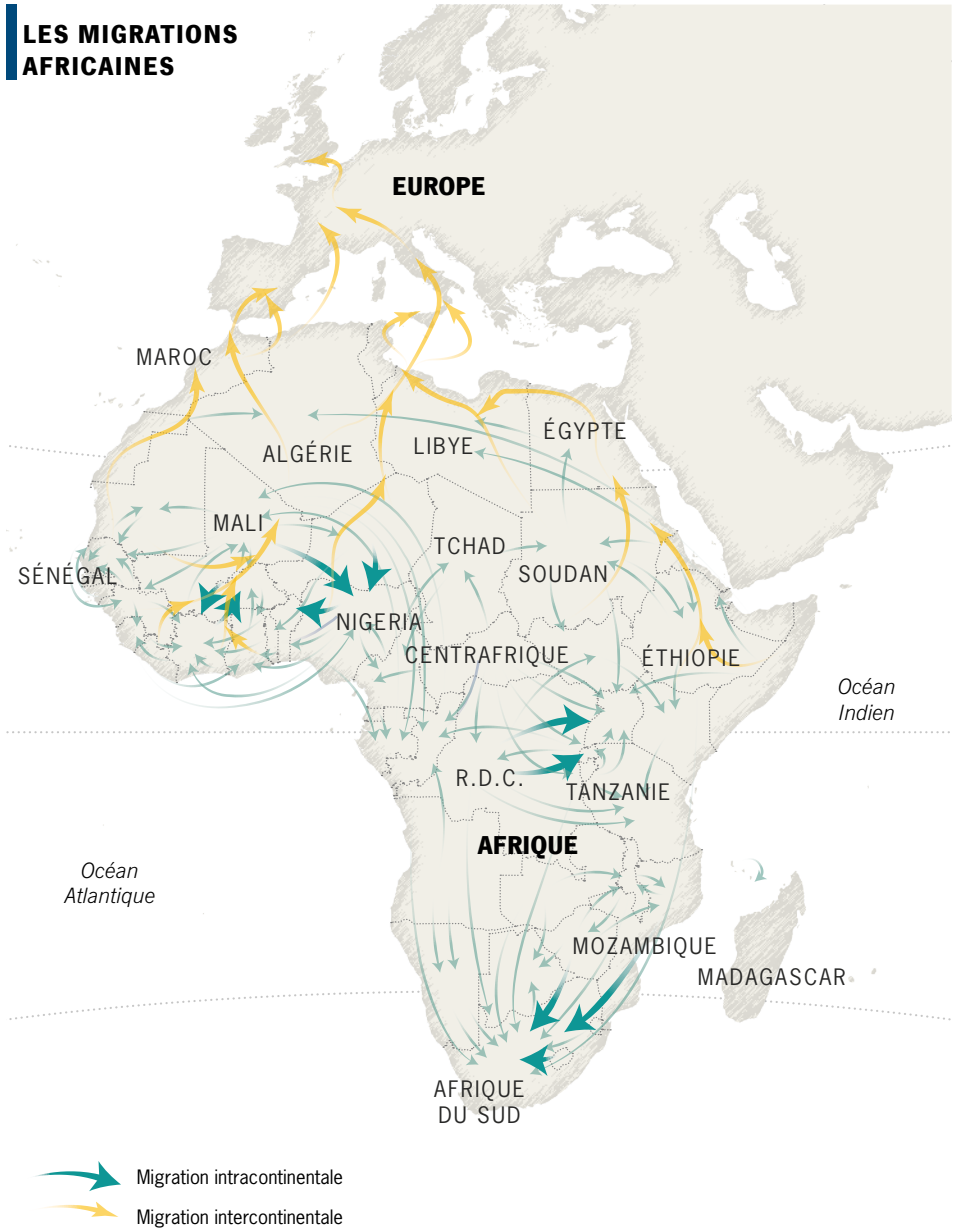 LES MIGRATIONS
AFRICAINES
EUROPE
MAROC
ALGÉRIE
LIBYE
ÉGYPTE
MALI
TCHAD
SÉNÉGAL
SOUDAN
NIGERIA
CENTRAFRIQUE
ÉTHIOPIE
Océan
Indien
R.D.C.
TANZANIE
AFRIQUE
Océan
Atlantique
MOZAMBIQUE
MADAGASCAR
AFRIQUE
DU SUD
Migration intracontinentale
Migration intercontinentale